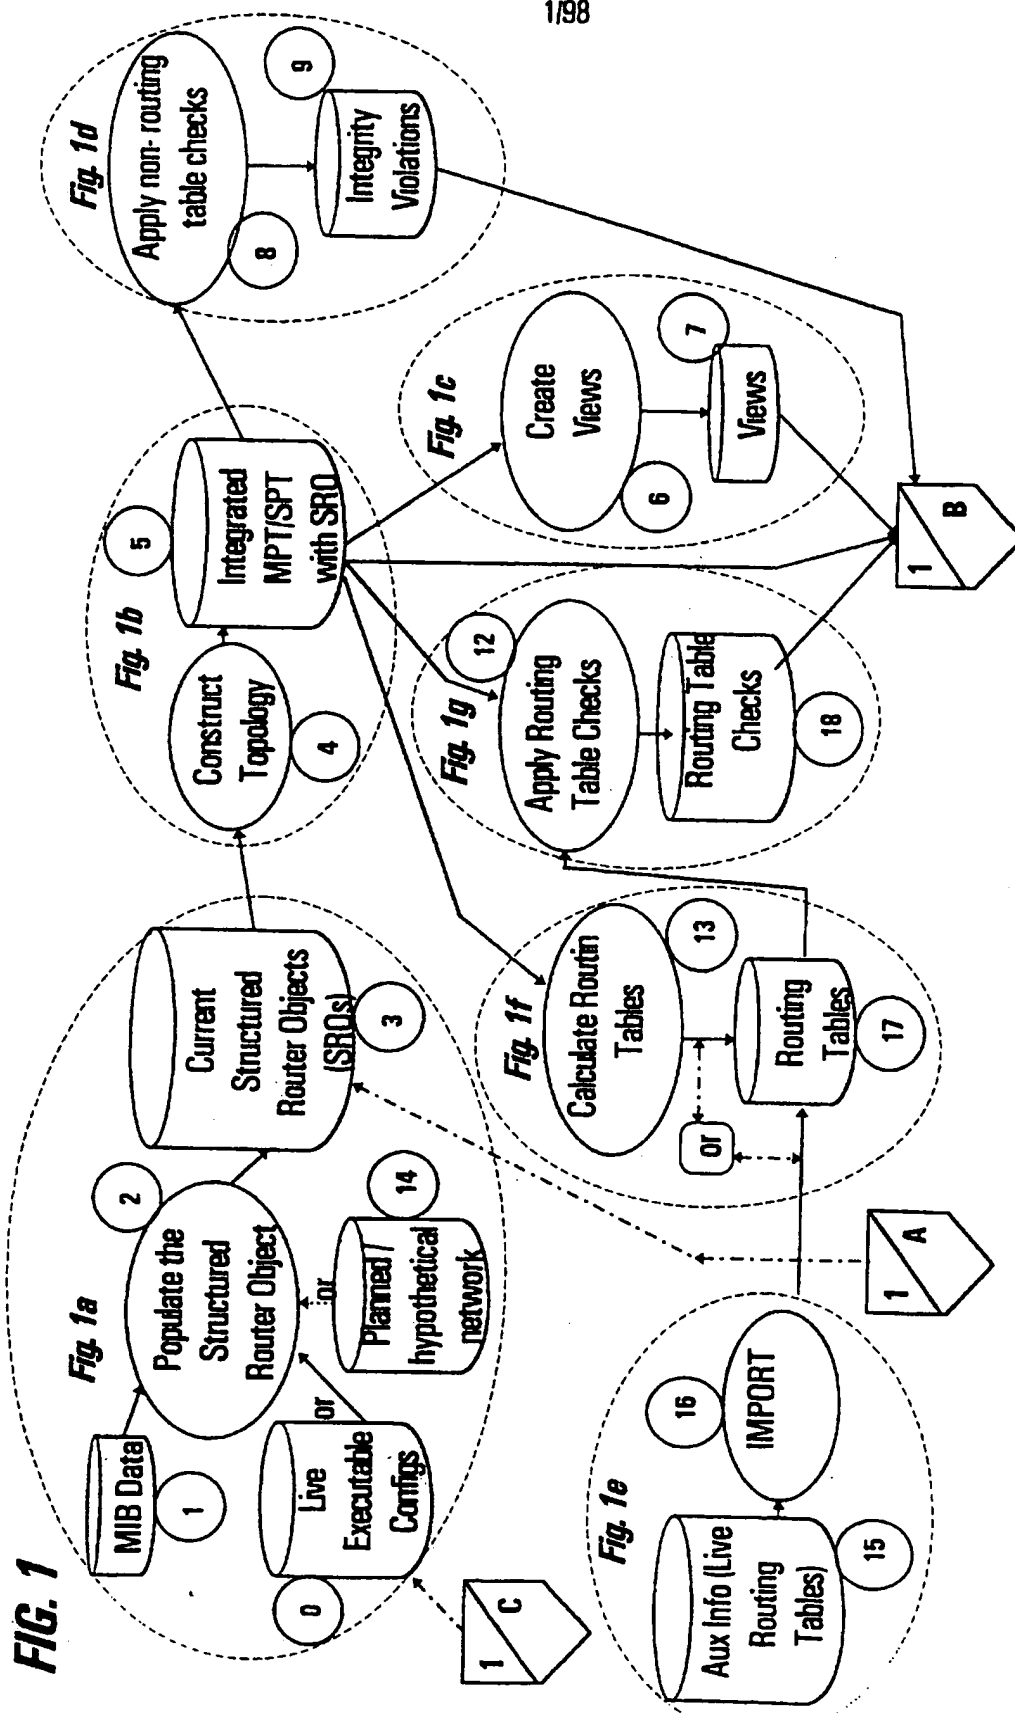 1/98
FIG. 1
Fig. 1a
MIB Data
1
Populate the
Structured
Router Object
2
Live
Executable
Configs
0
or
or
Planned /
hypothetical
network
14
Current
Structured
Router Objects
(SROs)
3
1
C
Fig. 1b
Construct
Topology
4
Integrated
MPT/SPT
with SRO
5
Fig. 1d
Apply non-routing
table checks
8
Integrity
Violations
9
Fig. 1c
Create
Views
6
Views
7
Fig. 1g
Apply Routing
Table Checks
12
Routing Table
Checks
18
Fig. 1f
Calculate Routin
Tables
13
or
Routing
Tables
17
Fig. 1e
Aux Info (Live
Routing
Tables)
15
IMPORT
16
1
A
1
B